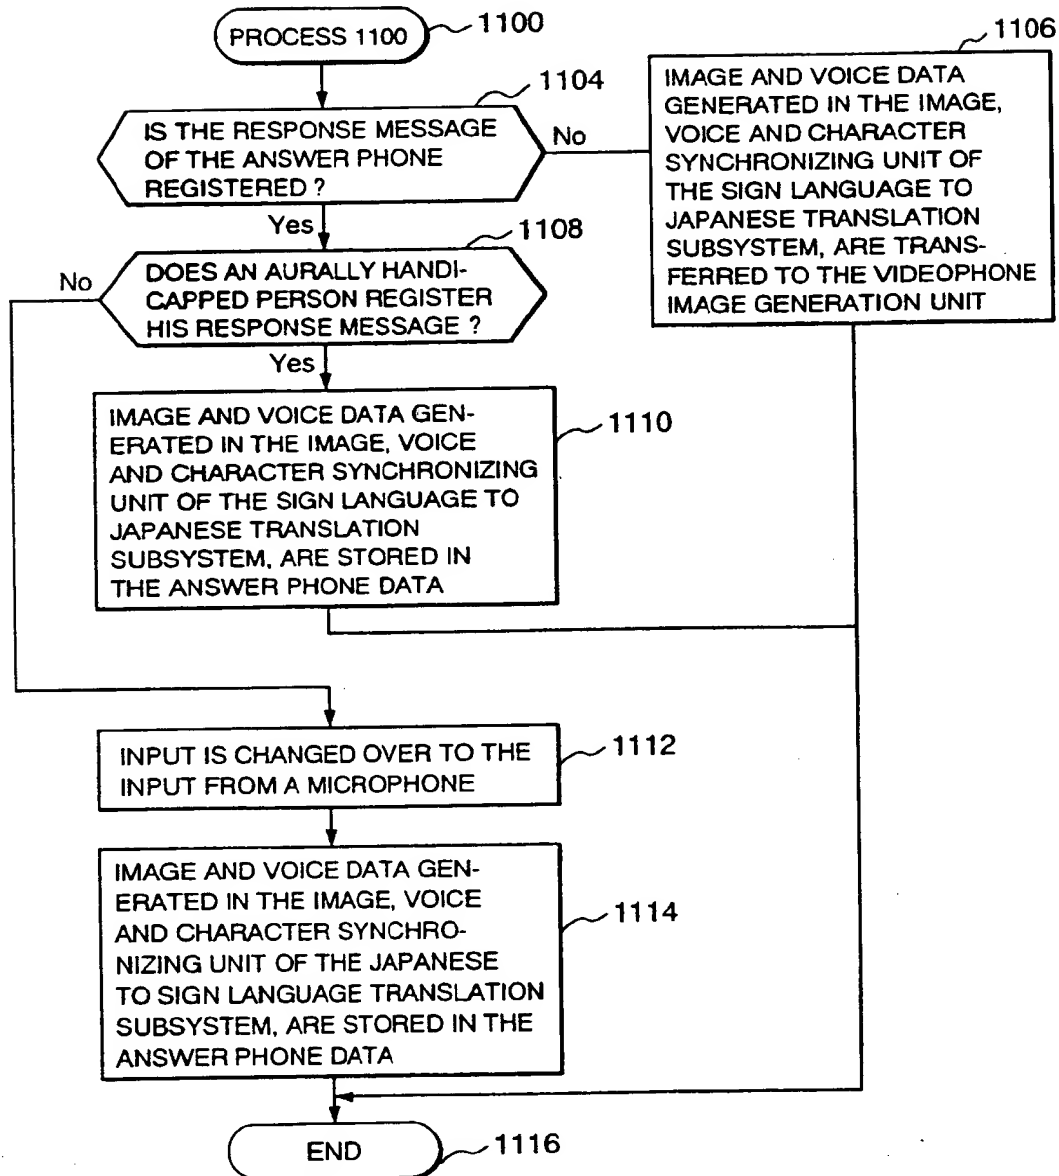 PROCESS 1100
1100
1104
IS THE RESPONSE MESSAGE
OF THE ANSWER PHONE
REGISTERED ?
No
Yes
1106
IMAGE AND VOICE DATA
GENERATED IN THE IMAGE,
VOICE AND CHARACTER
SYNCHRONIZING UNIT OF
THE SIGN LANGUAGE TO
JAPANESE TRANSLATION
SUBSYSTEM, ARE TRANS-
FERRED TO THE VIDEOPHONE
IMAGE GENERATION UNIT
1108
No
DOES AN AURALLY HANDI-
CAPPED PERSON REGISTER
HIS RESPONSE MESSAGE ?
Yes
1110
IMAGE AND VOICE DATA GEN-
ERATED IN THE IMAGE, VOICE
AND CHARACTER SYNCHRONIZING
UNIT OF THE SIGN LANGUAGE TO
JAPANESE TRANSLATION
SUBSYSTEM, ARE STORED IN
THE ANSWER PHONE DATA
1112
INPUT IS CHANGED OVER TO THE
INPUT FROM A MICROPHONE
1114
IMAGE AND VOICE DATA GEN-
ERATED IN THE IMAGE, VOICE
AND CHARACTER SYNCHRO-
NIZING UNIT OF THE JAPANESE
TO SIGN LANGUAGE TRANSLATION
SUBSYSTEM, ARE STORED IN THE
ANSWER PHONE DATA
END
1116